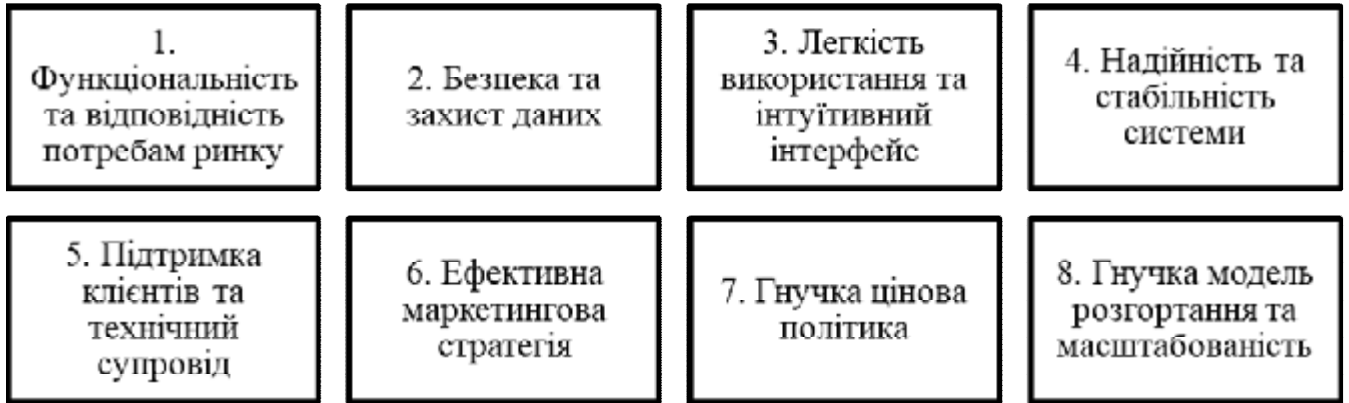 1.
Функціональність
та відповідність
потребам ринку
2. Безпека та
захист даних
3. Легкість
використання та
інтуїтивний
інтерфейс
4. Надійність та
стабільність
системи
5. Підтримка
клієнтів та
технічний
супровід
6. Ефективна
маркетингова
стратегія
7. Гнучка цінова
політика
8. Гнучка модель
розгортання та
масштабованість